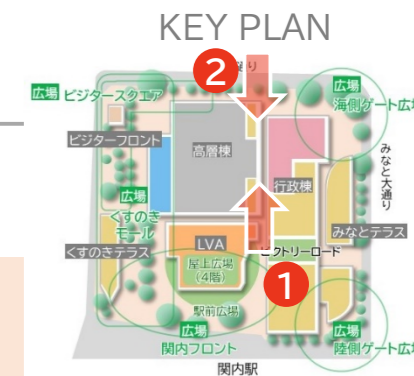 KEY PLAN
2
り
広場 ビジタースクエア
広場
海側ゲート広
ビジターフロント
高層棟
みなと大通り
行政棟
広場
くすのき
モール
くすのきテラス
LVA
屋上広場
(4階)
クトリーロード
みなとテラス
1
駅前広場
広場
関内フロント
広場
陸側ゲート広
関内駅